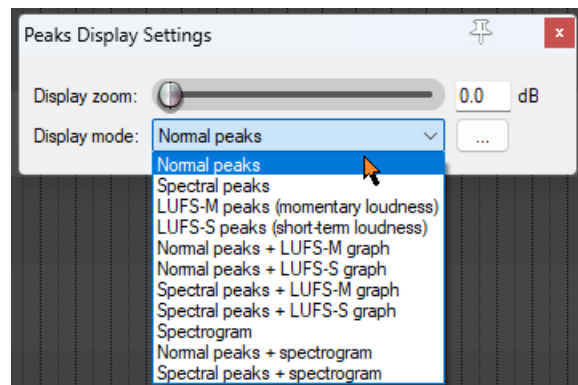 Peaks Display Settings
x
Display zoom: 0.0 dB
Display mode: Normal peaks ...
Normal peaks
Spectral peaks
LUFS-M peaks (momentary loudness)
LUFS-S peaks (short-term loudness)
Normal peaks + LUFS-M graph
Normal peaks + LUFS-S graph
Spectral peaks + LUFS-M graph
Spectral peaks + LUFS-S graph
Spectrogram
Normal peaks + spectrogram
Spectral peaks + spectrogram